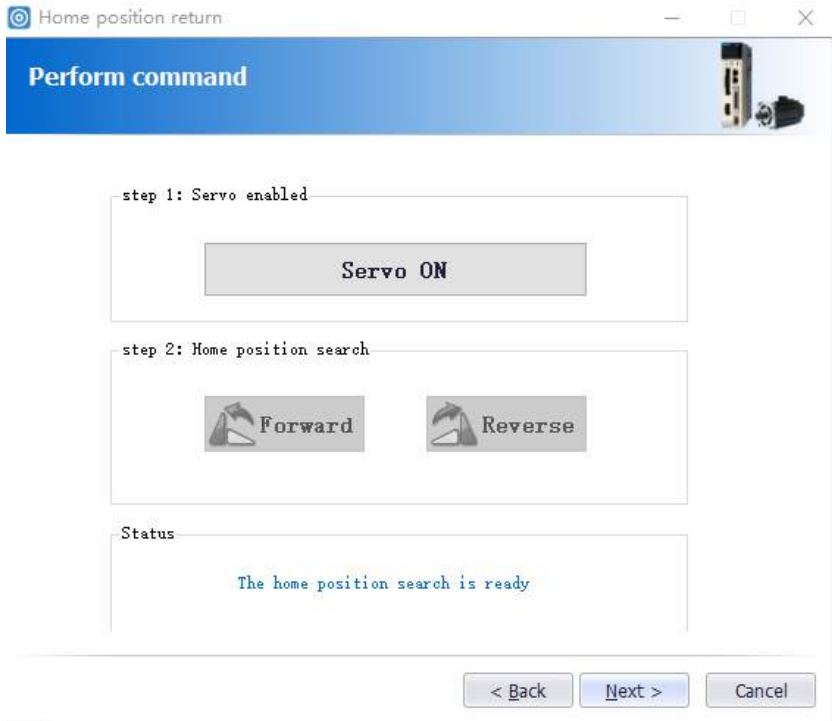 Home position return
Perform command
step 1: Servo enabled
Servo ON
step 2: Home position search
Forward Reverse
Status
The home position search is ready
< Back Next > Cancel